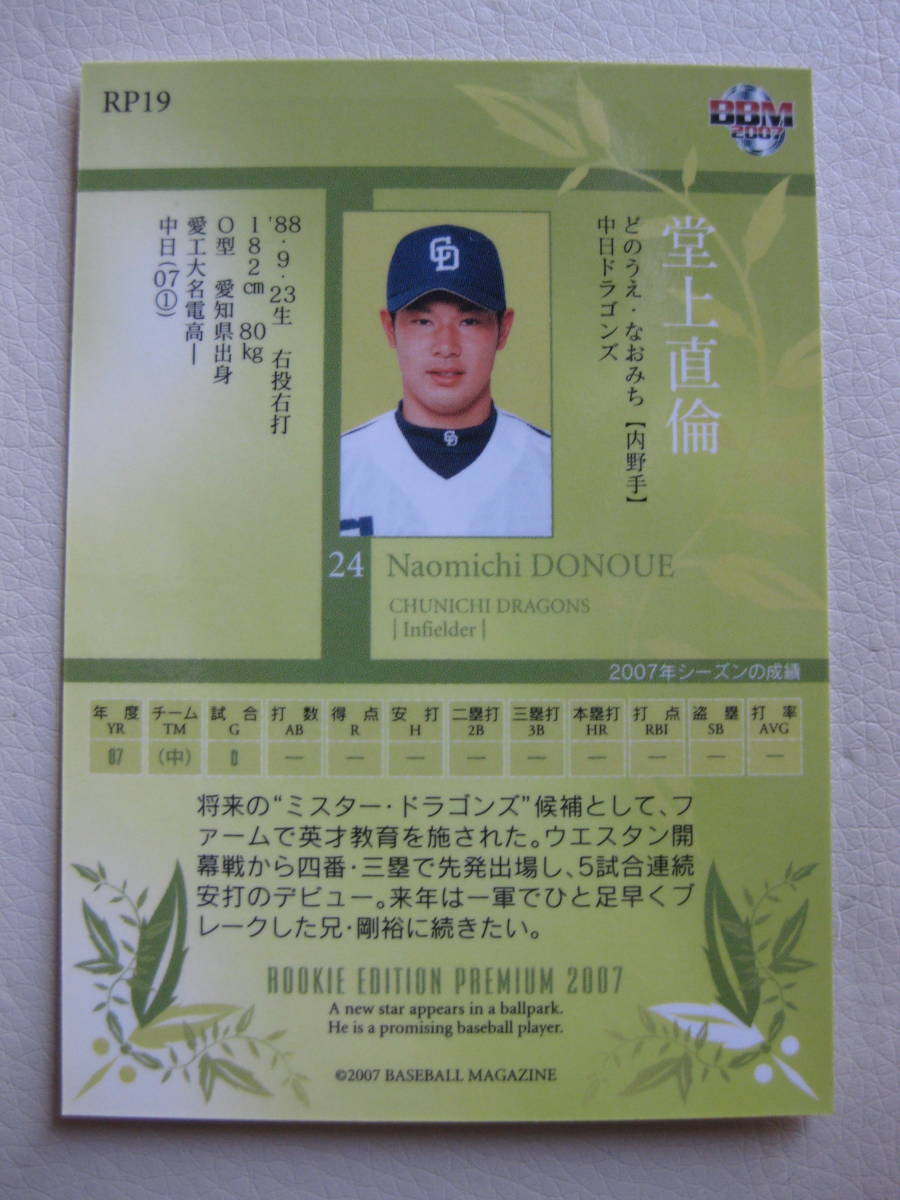 RP19
BBM
2007
堂上直倫
どのうえ・なおみち【内野手】
中日ドラゴンズ
'88・9・23生 右投右打
182cm 80kg
O型 愛知県出身
愛工大名電高―
中日(07①)
24
Naomichi DONOUE
CHUNICHI DRAGONS
| Infielder |
2007年シーズンの成績
年度 チーム 試合 打数 得点 安打 二塁打 三塁打 本塁打 打点 盗塁 打率
YR TM G AB R H 2B 3B HR RBI SB AVG
07 (中) 0 — — — — — — — — —
将来の“ミスター・ドラゴンズ”候補として、フ
ァームで英才教育を施された。ウエスタン開
幕戦から四番・三塁で先発出場し、5試合連続
安打のデビュー。来年は一軍でひと足早くブ
レークした兄・剛裕に続きたい。
ROOKIE EDITION PREMIUM 2007
A new star appears in a ballpark.
He is a promising baseball player.
©2007 BASEBALL MAGAZINE